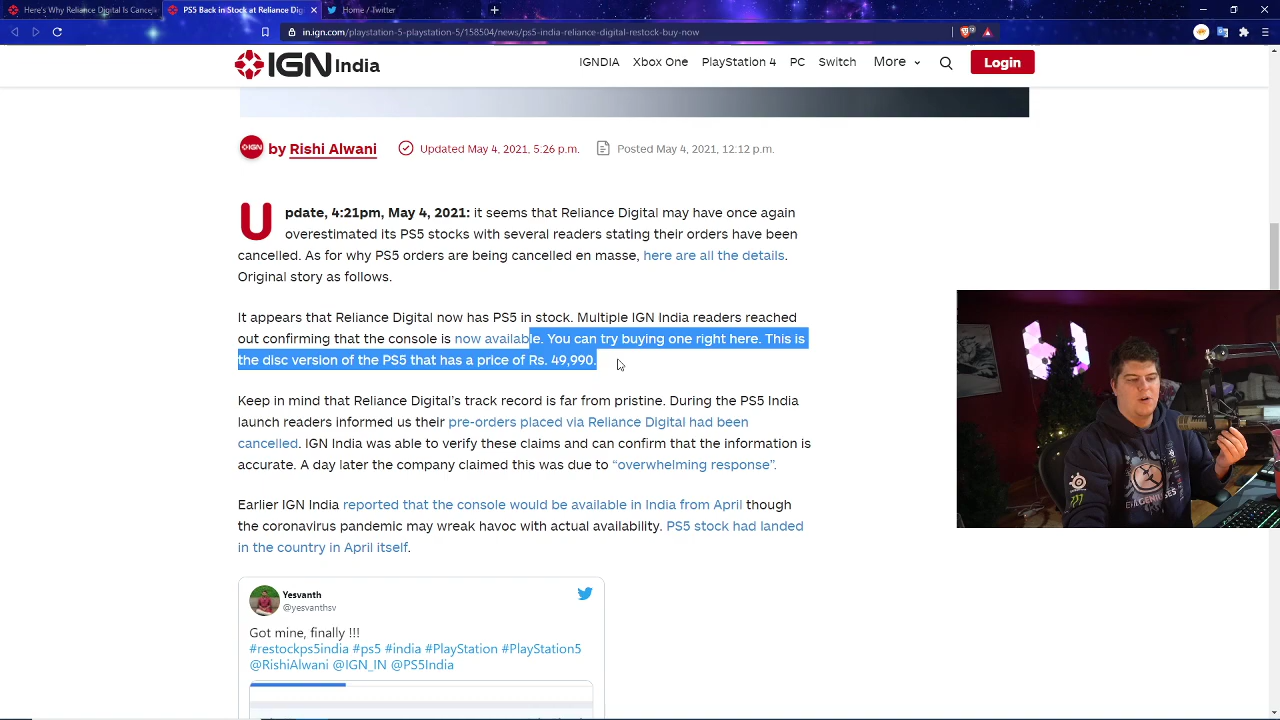 Here's Why Reliance Digital Is Cancel
PS5 Back in Stock at Reliance Dig
Home / Twitter
in.ign.com/playstation-5-playstation-5/158504/news/ps5-india-reliance-digital-restock-buy-now
IGN India
IGNDIA Xbox One PlayStation 4 PC Switch More Login
by Rishi Alwani Updated May 4, 2021, 5:26 p.m. Posted May 4, 2021, 12:12 p.m.
Update, 4:21pm, May 4, 2021: it seems that Reliance Digital may have once again
overestimated its PS5 stocks with several readers stating their orders have been
cancelled. As for why PS5 orders are being cancelled en masse, here are all the details.
Original story as follows.
It appears that Reliance Digital now has PS5 in stock. Multiple IGN India readers reached
out confirming that the console is now available. You can try buying one right here. This is
the disc version of the PS5 that has a price of Rs. 49,990.
Keep in mind that Reliance Digital's track record is far from pristine. During the PS5 India
launch readers informed us their pre-orders placed via Reliance Digital had been
cancelled. IGN India was able to verify these claims and can confirm that the information is
accurate. A day later the company claimed this was due to "overwhelming response".
Earlier IGN India reported that the console would be available in India from April though
the coronavirus pandemic may wreak havoc with actual availability. PS5 stock had landed
in the country in April itself.
Yesvanth
@yesvanthsv
Got mine, finally !!!
#restockps5india #ps5 #india #PlayStation #PlayStation5
@RishiAlwani @IGN_IN @PS5India
EVIL GENIUSES